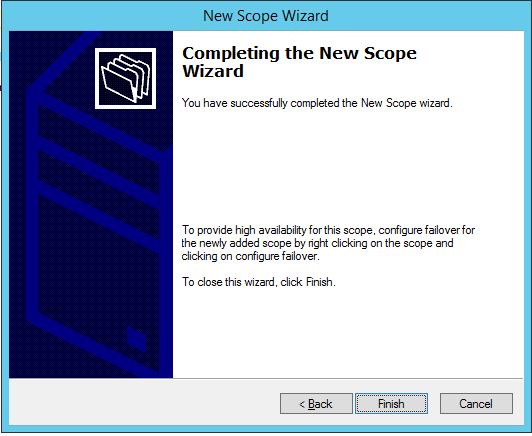 New Scope Wizard
Completing the New Scope
Wizard
You have successfully completed the New Scope wizard.
To provide high availability for this scope, configure failover for
the newly added scope by right clicking on the scope and
clicking on configure failover.
To close this wizard, click Finish.
< Back
Finish
Cancel